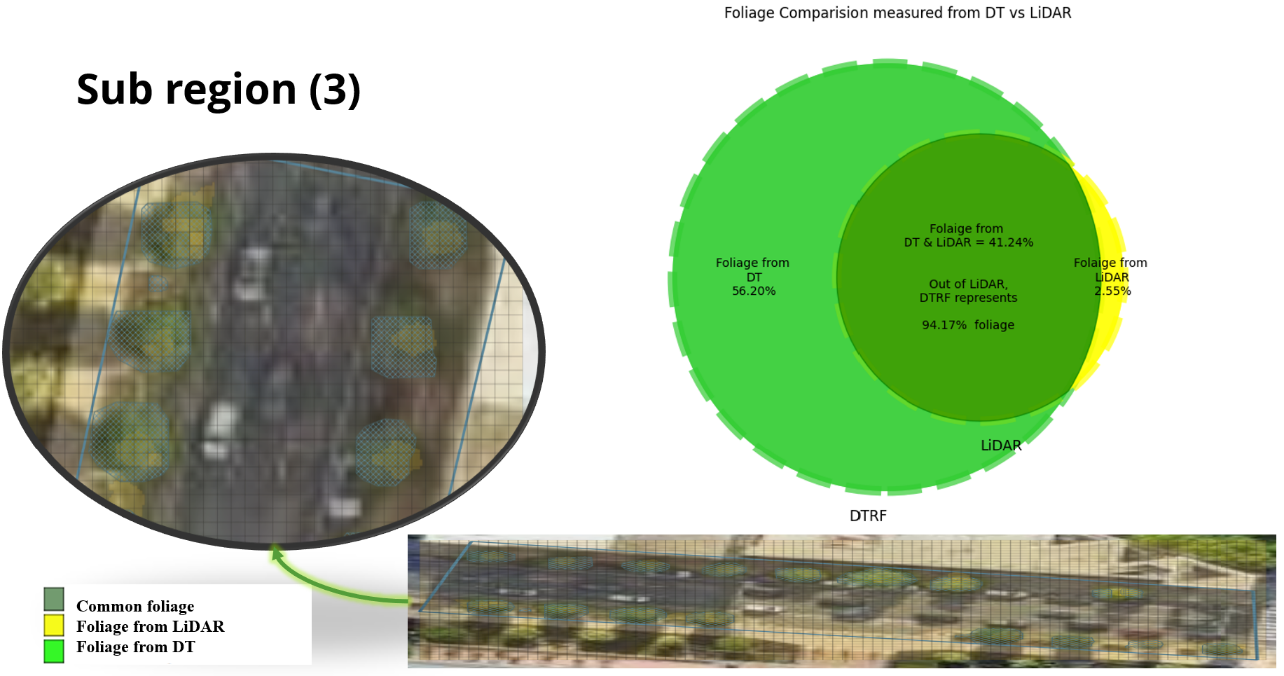 Foliage Comparision measured from DT vs LiDAR
Sub region (3)
Folaige from
DT & LiDAR = 41.24%
Foliage from
DT
56.20%
Folaige from
LiDAR
2.55%
Out of LiDAR,
DTRF represents
94.17% foliage
LiDAR
DTRF
Common foliage
Foliage from LiDAR
Foliage from DT